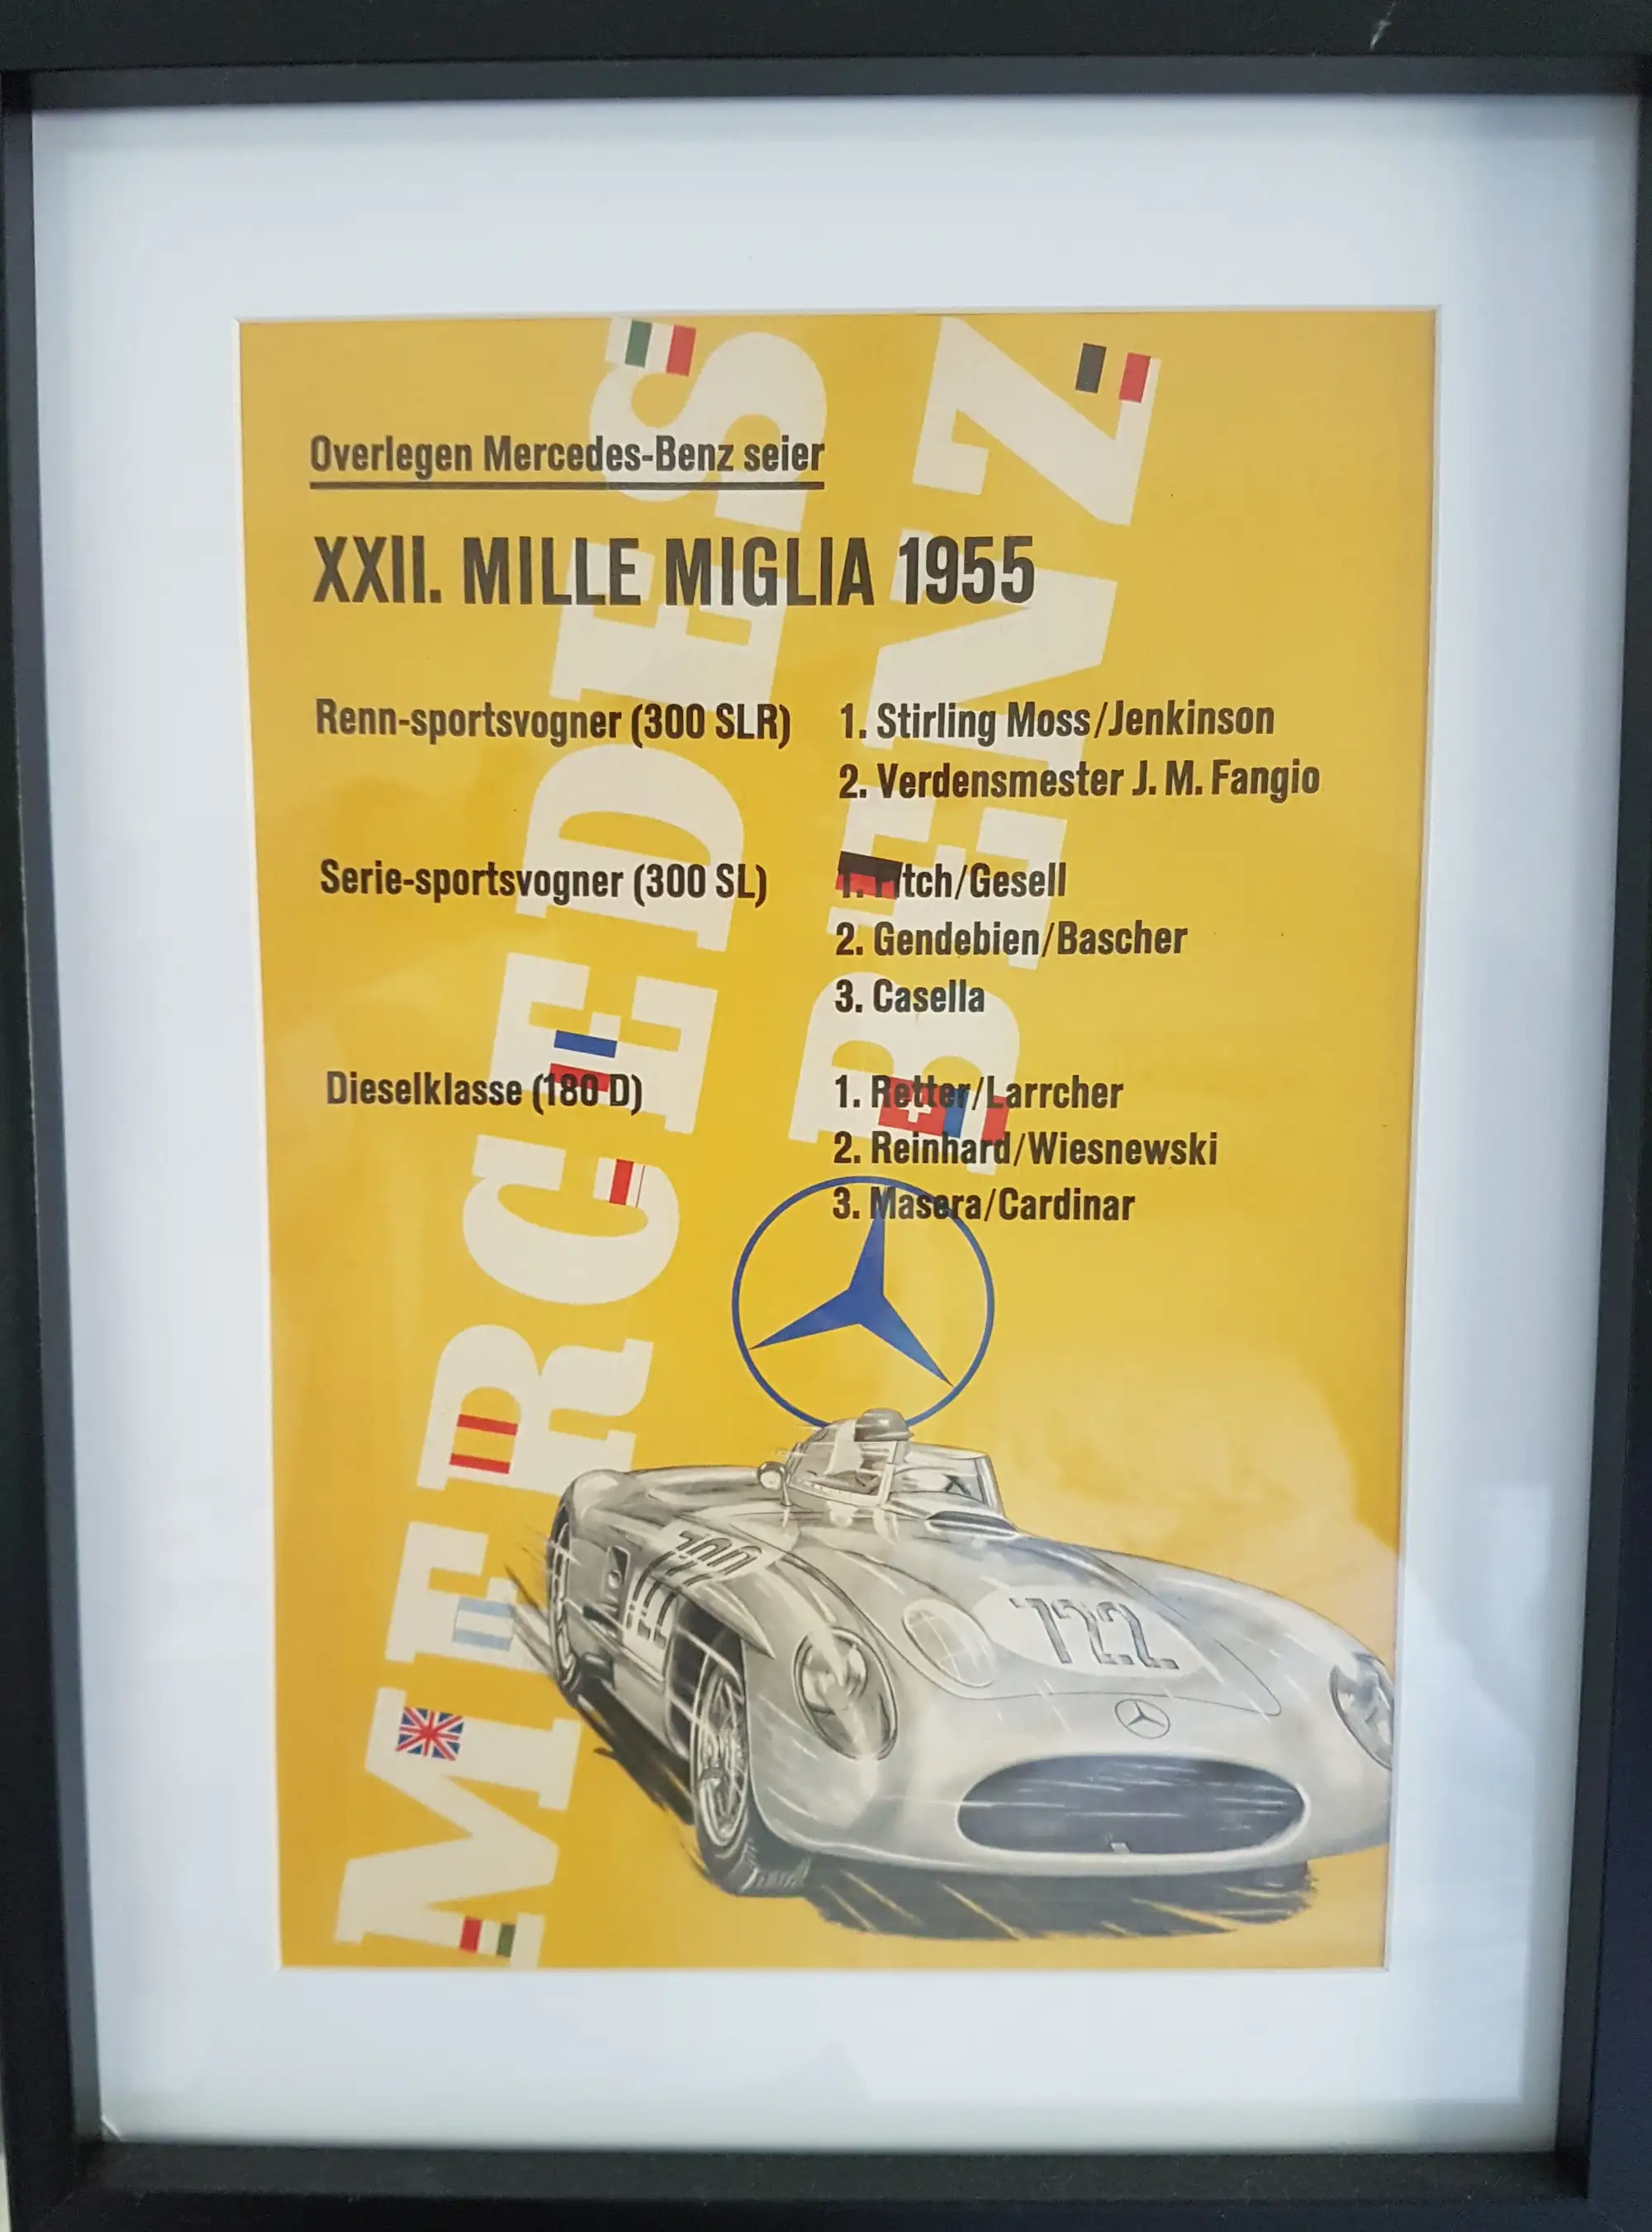 MERCEDES
BENZ
Overlegen Mercedes-Benz seier
XXII. MILLE MIGLIA 1955
Renn-sportsvogner (300 SLR) 1. Stirling Moss/Jenkinson
2. Verdensmester J. M. Fangio
Serie-sportsvogner (300 SL) 1. Fitch/Gesell
2. Gendebien/Bascher
3. Casella
Dieselklasse (180 D) 1. Retter/Larrcher
2. Reinhard/Wiesnewski
3. Masera/Cardinar
722